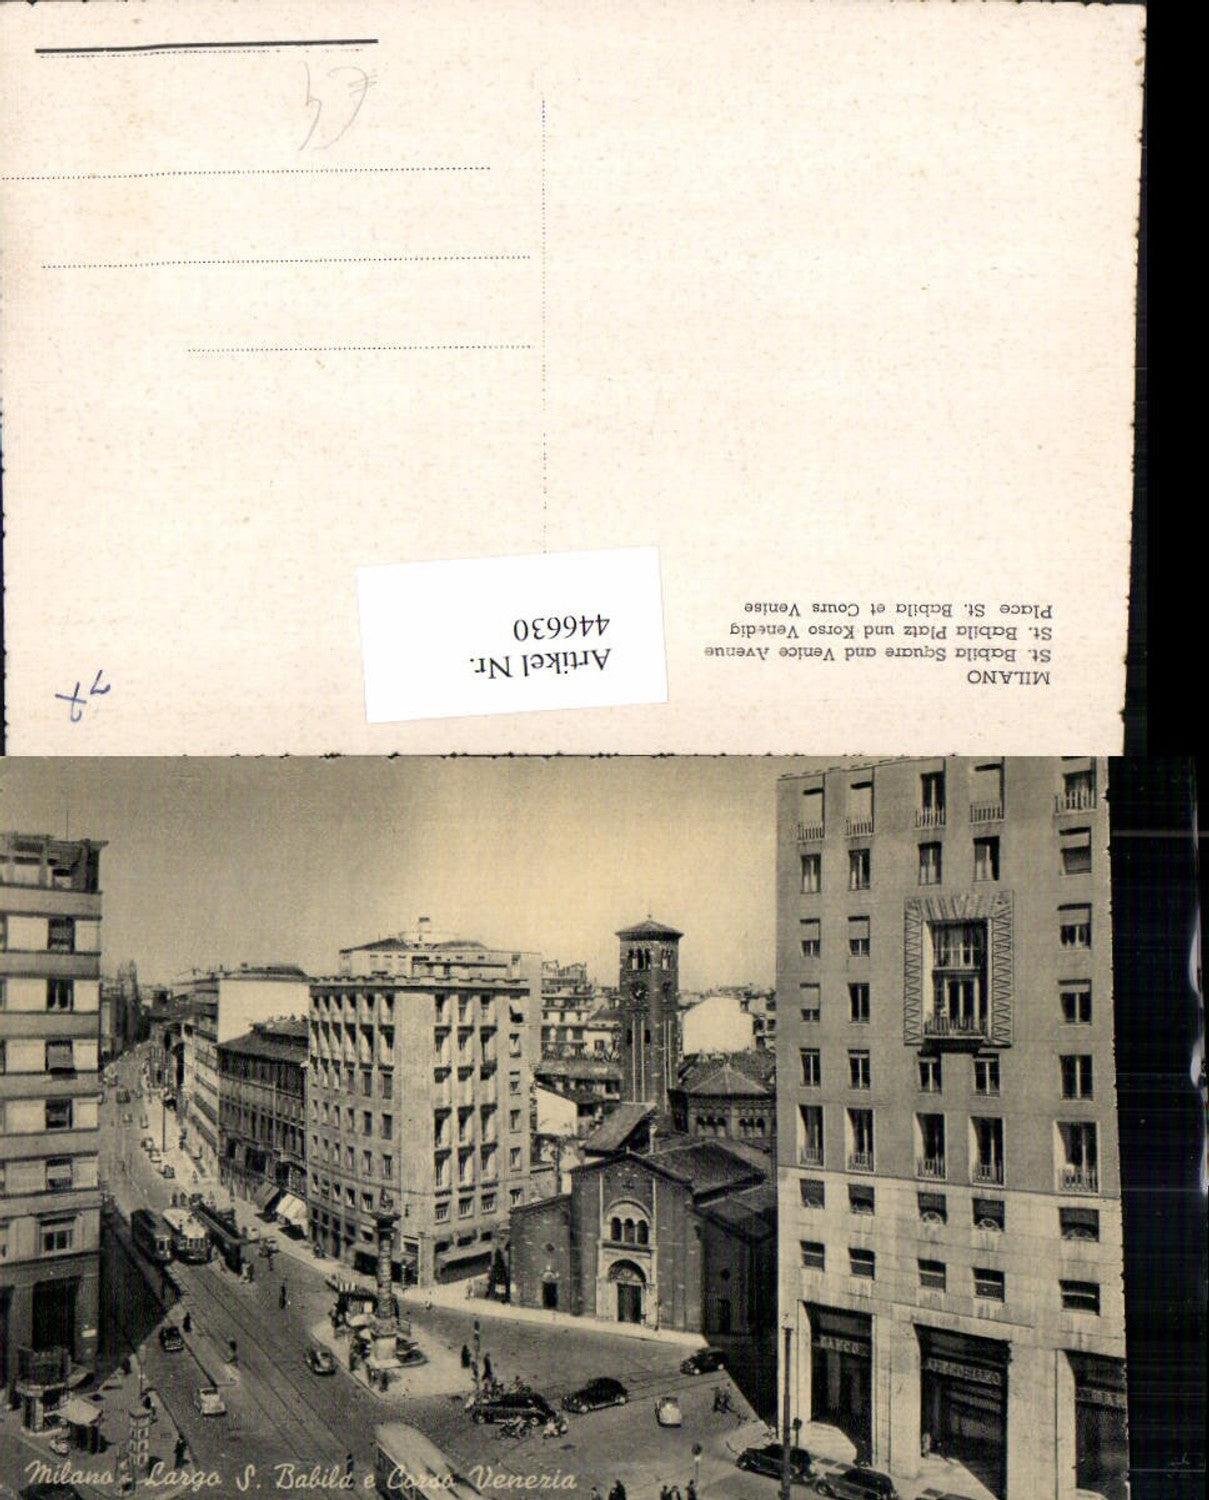 €4
MILANO
St. Babila Square and Venice Avenue
St. Babila Platz und Korso Venedig
Place St. Babila et Cours Venise
Artikel Nr.
446630
Milano - Largo S. Babila e Corso Venezia